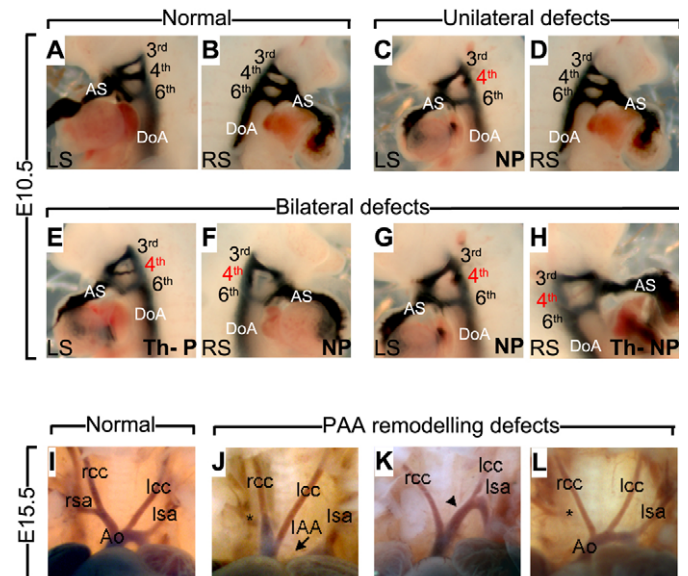 Normal Unilateral defects
A 3rd 4th 6th AS DoA LS
B 3rd 4th 6th AS DoA RS
C 3rd 4th 6th AS DoA LS NP
D 3rd 4th 6th AS DoA RS
E10.5
Bilateral defects
E 3rd 4th 6th AS DoA LS Th- P
F 3rd 4th 6th AS DoA RS NP
G 3rd 4th 6th AS DoA LS NP
H 3rd 4th 6th AS DoA RS Th- NP
Normal PAA remodelling defects
E15.5
I rcc lcc rsa lsa Ao
J rcc lcc * lsa IAA
K rcc lcc lsa
L rcc lcc * lsa Ao